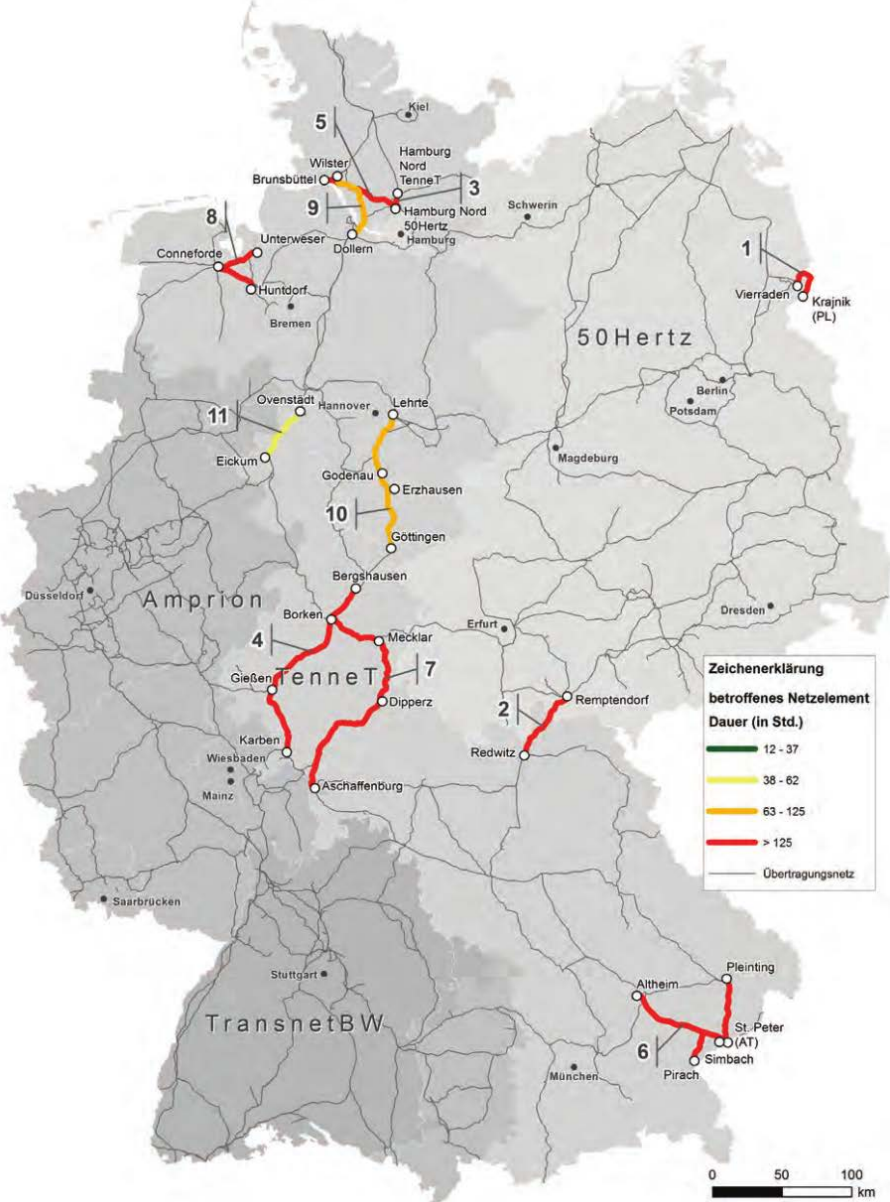 Kiel
5
Hamburg
Nord
TenneT
Wilster
Brunsbüttel
3
9
Hamburg Nord
50Hertz
Hamburg
Dollern
Schwerin
8
Unterweser
Conneforde
Huntdorf
Bremen
1
Vierraden
Krajnik
(PL)
50Hertz
Berlin
Potsdam
Ovenstädt
Hannover
Lehrte
11
Eickum
Magdeburg
Godenau
Erzhausen
10
Göttingen
Bergshausen
Düsseldorf
Amprion
Borken
Erfurt
Dresden
4
Mecklar
TenneT
7
Gießen
Dipperz
2
Remptendorf
Karben
Redwitz
Wiesbaden
Mainz
Aschaffenburg
Zeichenerklärung
betroffenes Netzelement
Dauer (in Std.)
12 - 37
38 - 62
63 - 125
> 125
Übertragungsnetz
Saarbrücken
Stuttgart
TransnetBW
Pleinting
Altheim
St. Peter
(AT)
6
Simbach
Pirach
München
0 50 100
km